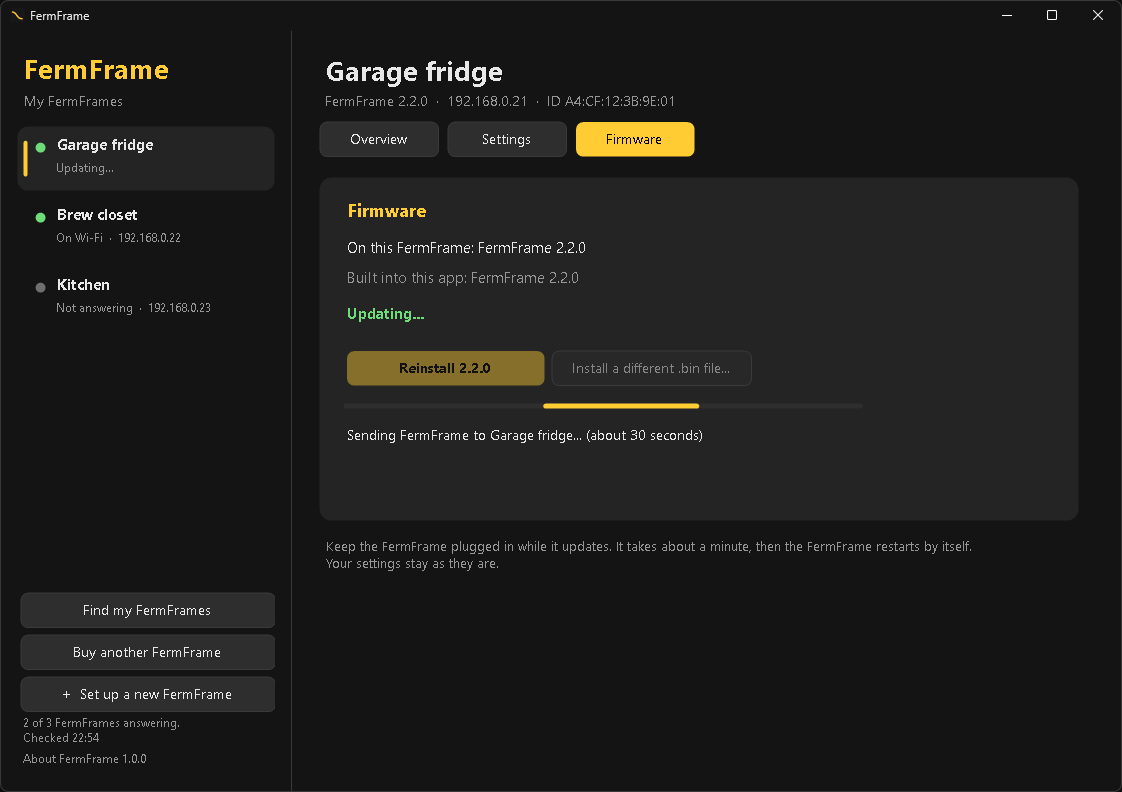 FermFrame
FermFrame
My FermFrames
Garage fridge
Updating...
Brew closet
On Wi-Fi · 192.168.0.22
Kitchen
Not answering · 192.168.0.23
Find my FermFrames
Buy another FermFrame
+ Set up a new FermFrame
2 of 3 FermFrames answering.
Checked 22:54
About FermFrame 1.0.0
Garage fridge
FermFrame 2.2.0 · 192.168.0.21 · ID A4:CF:12:3B:9E:01
Overview Settings Firmware
Firmware
On this FermFrame: FermFrame 2.2.0
Built into this app: FermFrame 2.2.0
Updating...
Reinstall 2.2.0 Install a different .bin file...
Sending FermFrame to Garage fridge... (about 30 seconds)
Keep the FermFrame plugged in while it updates. It takes about a minute, then the FermFrame restarts by itself.
Your settings stay as they are.